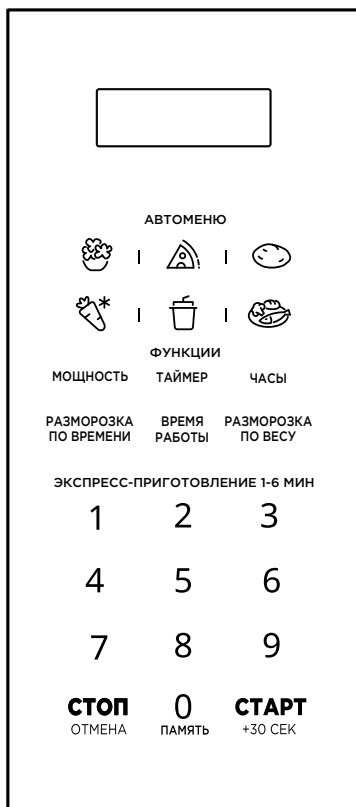 АВТОМЕНЮ
ФУНКЦИИ
МОЩНОСТЬ ТАЙМЕР ЧАСЫ
РАЗМОРОЗКА ВРЕМЯ РАЗМОРОЗКА
ПО ВРЕМЕНИ РАБОТЫ ПО ВЕСУ
ЭКСПРЕСС-ПРИГОТОВЛЕНИЕ 1-6 МИН
1 2 3
4 5 6
7 8 9
СТОП 0 СТАРТ
ОТМЕНА ПАМЯТЬ +30 СЕК